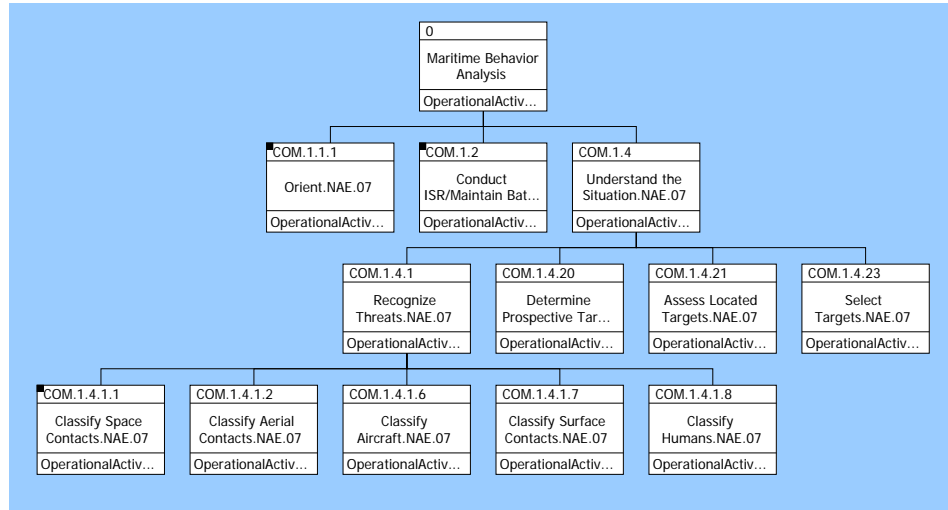 0
Maritime Behavior
Analysis
OperationalActiv...
COM.1.1.1
Orient.NAE.07
OperationalActiv...
COM.1.2
Conduct
ISR/Maintain Bat...
OperationalActiv...
COM.1.4
Understand the
Situation.NAE.07
OperationalActiv...
COM.1.4.1
Recognize
Threats.NAE.07
OperationalActiv...
COM.1.4.20
Determine
Prospective Tar...
OperationalActiv...
COM.1.4.21
Assess Located
Targets.NAE.07
OperationalActiv...
COM.1.4.23
Select
Targets.NAE.07
OperationalActiv...
COM.1.4.1.1
Classify Space
Contacts.NAE.07
OperationalActiv...
COM.1.4.1.2
Classify Aerial
Contacts.NAE.07
OperationalActiv...
COM.1.4.1.6
Classify
Aircraft.NAE.07
OperationalActiv...
COM.1.4.1.7
Classify Surface
Contacts.NAE.07
OperationalActiv...
COM.1.4.1.8
Classify
Humans.NAE.07
OperationalActiv...